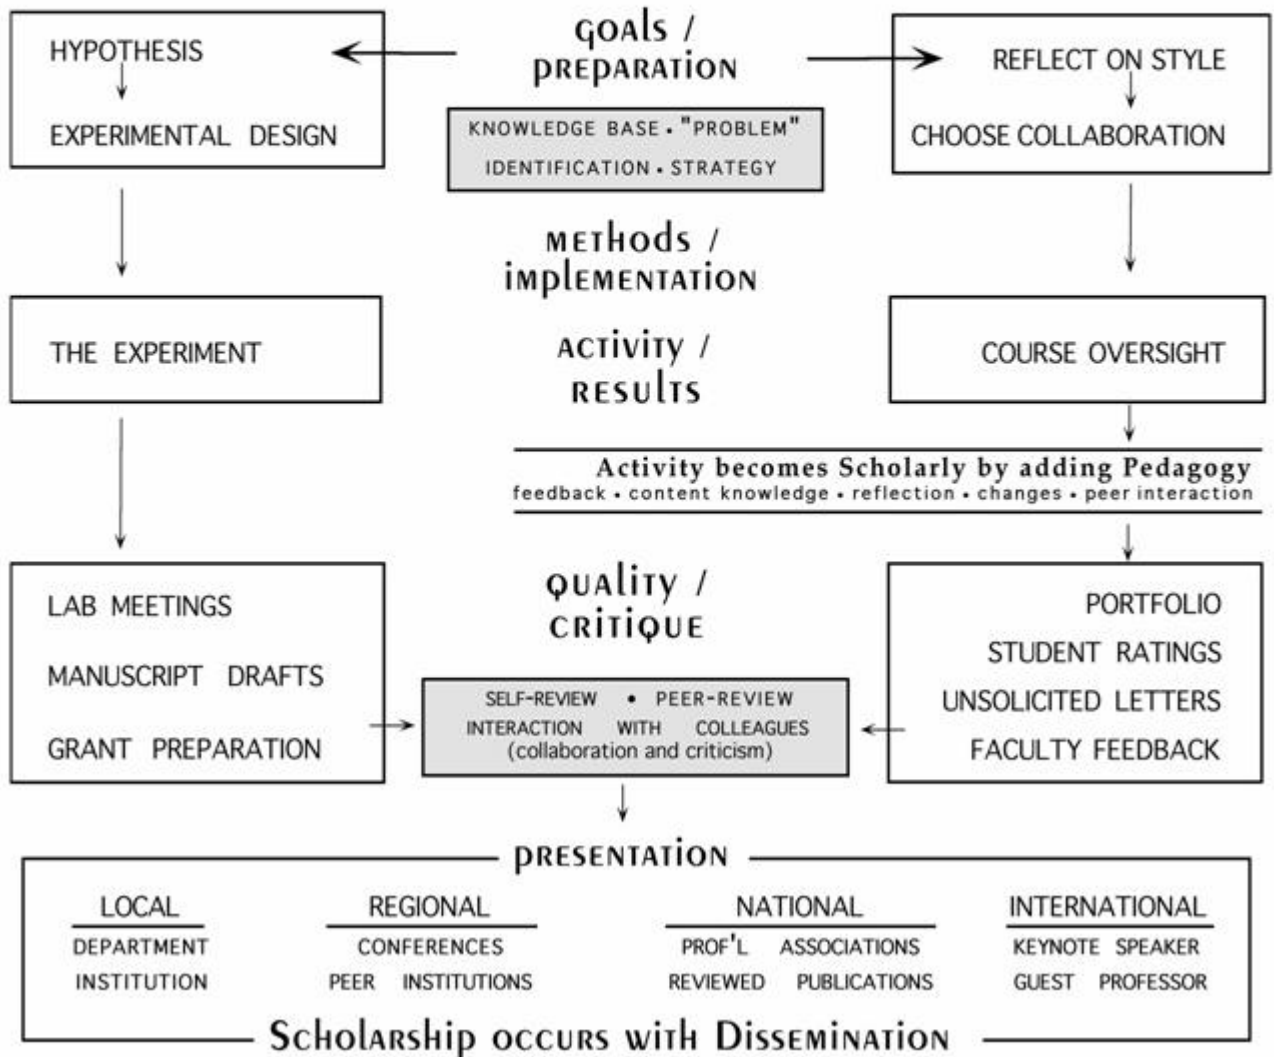 GOALS /
PREPARATION
HYPOTHESIS
EXPERIMENTAL DESIGN
KNOWLEDGE BASE • "PROBLEM"
IDENTIFICATION • STRATEGY
REFLECT ON STYLE
CHOOSE COLLABORATION
METHODS /
IMPLEMENTATION
THE EXPERIMENT
ACTIVITY /
RESULTS
COURSE OVERSIGHT
Activity becomes Scholarly by adding Pedagogy
feedback • content knowledge • reflection • changes • peer interaction
LAB MEETINGS
MANUSCRIPT DRAFTS
GRANT PREPARATION
QUALITY /
CRITIQUE
SELF-REVIEW • PEER-REVIEW
INTERACTION WITH COLLEAGUES
(collaboration and criticism)
PORTFOLIO
STUDENT RATINGS
UNSOLICITED LETTERS
FACULTY FEEDBACK
PRESENTATION
LOCAL
DEPARTMENT
INSTITUTION
REGIONAL
CONFERENCES
PEER INSTITUTIONS
NATIONAL
PROF'L ASSOCIATIONS
REVIEWED PUBLICATIONS
INTERNATIONAL
KEYNOTE SPEAKER
GUEST PROFESSOR
SCHOLARSHIP OCCURS WITH DISSEMINATION